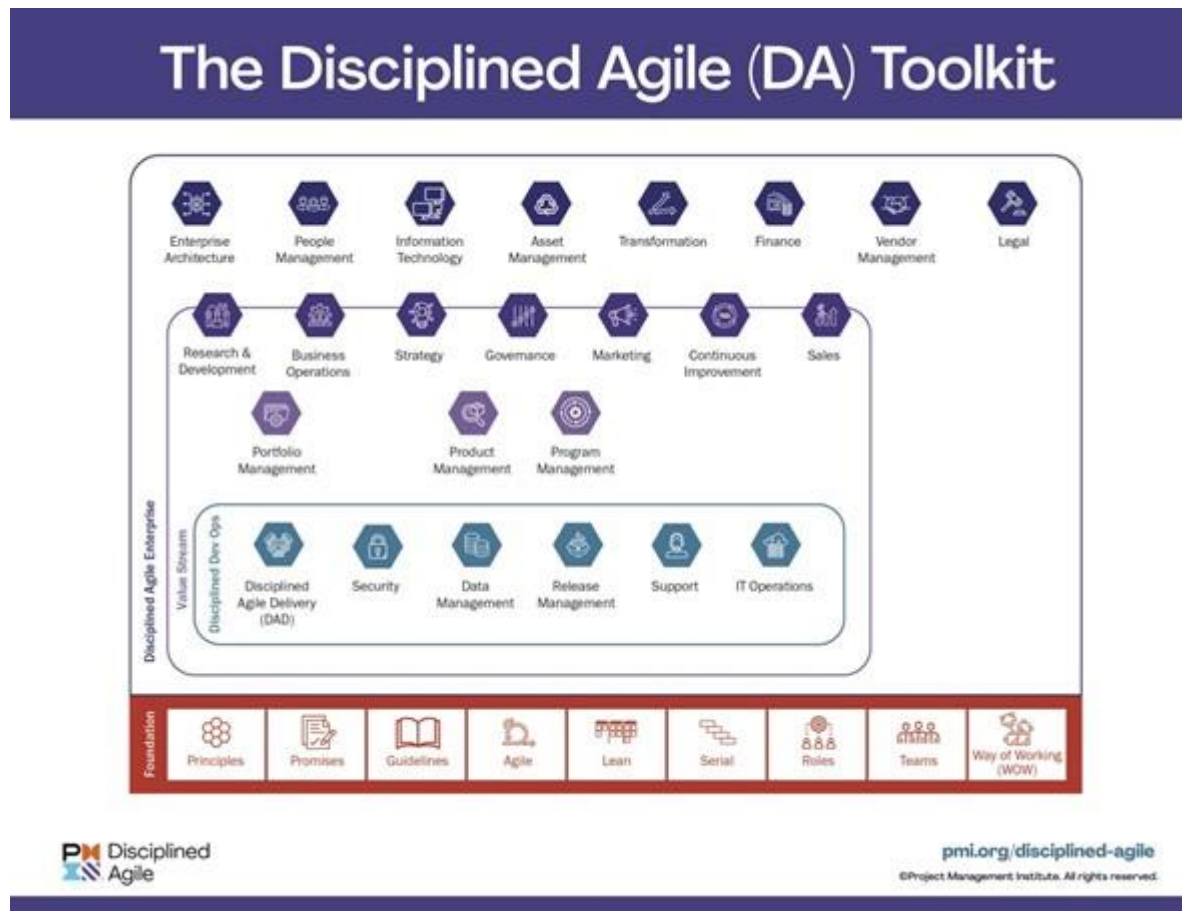 The Disciplined Agile (DA) Toolkit
Enterprise
Architecture
People
Management
Information
Technology
Asset
Management
Transformation
Finance
Vendor
Management
Legal
Research &
Development
Business
Operations
Strategy
Governance
Marketing
Continuous
Improvement
Sales
Portfolio
Management
Product
Management
Program
Management
Disciplined Agile Enterprise
Value Stream
Disciplined Dev Ops
Disciplined
Agile Delivery
(DAD)
Security
Data
Management
Release
Management
Support
IT Operations
Foundation
Principles
Promises
Guidelines
Agile
Lean
Serial
Roles
Teams
Way of Working
(WOW)
PM
Disciplined
Agile
pmi.org/disciplined-agile
©Project Management Institute. All rights reserved.